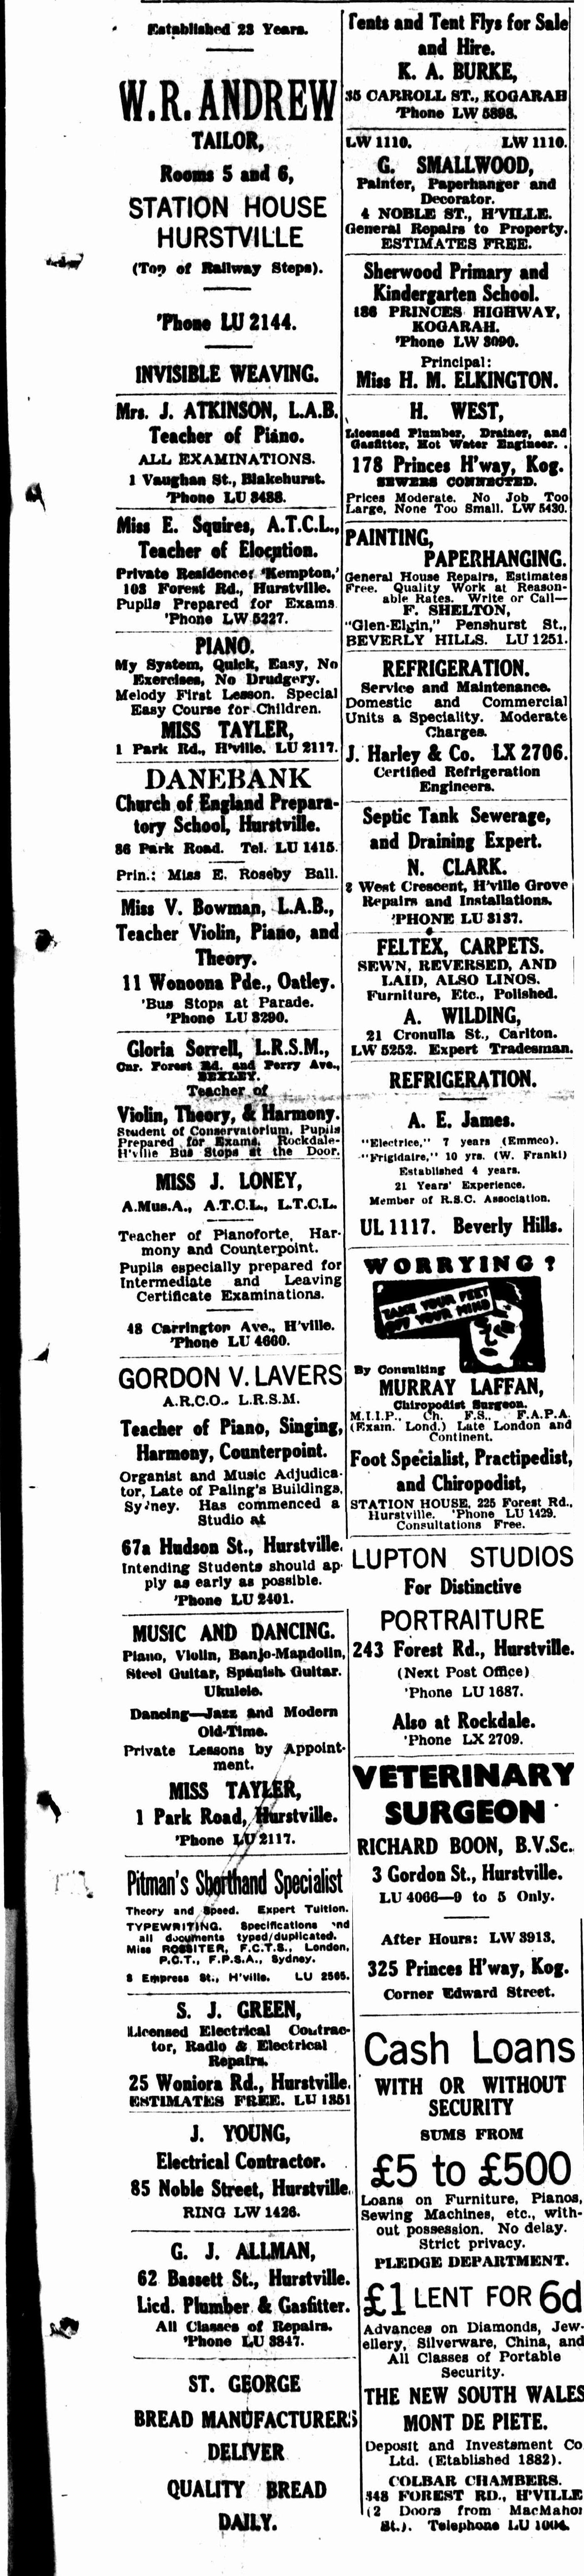 Established 23 Years.
W.R. ANDREW
TAILOR,
Rooms 5 and 6,
STATION HOUSE
HURSTVILLE
(Top of Railway Steps).
'Phone LU 2144.
INVISIBLE WEAVING.
Mrs. J. ATKINSON, L.A.B.
Teacher of Piano.
ALL EXAMINATIONS.
1 Vaughan St., Blakehurst.
'Phone LU 3488.
Miss E. Squires, A.T.C.L.,
Teacher of Elocution.
Private Residence: 'Kempton,'
103 Forest Rd., Hurstville.
Pupils Prepared for Exams.
'Phone LW 5227.
PIANO.
My System, Quick, Easy, No
Exercises, No Drudgery.
Melody First Lesson. Special
Easy Course for Children.
MISS TAYLER,
1 Park Rd., H'ville. LU 2117.
DANEBANK
Church of England Prepara-
tory School, Hurstville.
86 Park Road. Tel. LU 1415.
Prin.: Miss E. Roseby Ball.
Miss V. Bowman, L.A.B.,
Teacher Violin, Piano, and
Theory.
11 Wonoona Pde., Oatley.
'Bus Stops at Parade.
'Phone LU 3290.
Gloria Sorrell, L.R.S.M.,
Cnr. Forest Rd. and Perry Ave.,
BEXLEY.
Teacher of
Violin, Theory, & Harmony.
Student of Conservatorium, Pupils
Prepared for Exams. Rockdale-
H'ville Bus Stops at the Door.
MISS J. LONEY,
A.Mus.A., A.T.C.L., L.T.C.L.
Teacher of Pianoforte, Har-
mony and Counterpoint.
Pupils especially prepared for
Intermediate and Leaving
Certificate Examinations.
48 Carrington Ave., H'ville.
'Phone LU 4660.
GORDON V. LAVERS
A.R.C.O., L.R.S.M.
Teacher of Piano, Singing,
Harmony, Counterpoint.
Organist and Music Adjudica-
tor, Late of Paling's Buildings,
Sydney. Has commenced a
Studio at
67a Hudson St., Hurstville.
Intending Students should ap-
ply as early as possible.
'Phone LU 2401.
MUSIC AND DANCING.
Piano, Violin, Banjo-Mandolin,
Steel Guitar, Spanish Guitar.
Ukulele.
Dancing—Jazz and Modern
Old-Time.
Private Lessons by Appoint-
ment.
MISS TAYLER,
1 Park Road, Hurstville.
'Phone LU 2117.
Pitman's Shorthand Specialist
Theory and Speed. Expert Tuition.
TYPEWRITING. Specifications and
all documents typed/duplicated.
Miss ROSSITER, F.C.T.S., London,
P.C.T., F.P.S.A., Sydney.
8 Empress St., H'ville. LU 2565.
S. J. GREEN,
Licensed Electrical Contrac-
tor, Radio & Electrical
Repairs.
25 Woniora Rd., Hurstville.
ESTIMATES FREE. LU 1351
J. YOUNG,
Electrical Contractor.
85 Noble Street, Hurstville.
RING LW 1426.
G. J. ALLMAN,
62 Bassett St., Hurstville.
Licd. Plumber & Gasfitter.
All Classes of Repairs.
'Phone LU 3847.
ST. GEORGE
BREAD MANUFACTURERS
DELIVER
QUALITY BREAD
DAILY.
Tents and Tent Flys for Sale
and Hire.
K. A. BURKE,
35 CARROLL ST., KOGARAH
'Phone LW 5898.
LW 1110. LW 1110.
G. SMALLWOOD,
Painter, Paperhanger and
Decorator.
4 NOBLE ST., H'VILLE.
General Repairs to Property.
ESTIMATES FREE.
Sherwood Primary and
Kindergarten School.
186 PRINCES HIGHWAY,
KOGARAH.
'Phone LW 3090.
Principal:
Miss H. M. ELKINGTON.
H. WEST,
Licensed Plumber, Drainer, and
Gasfitter, Hot Water Engineer.
178 Princes H'way, Kog.
SEWERS CONNECTED.
Prices Moderate. No Job Too
Large, None Too Small. LW 5430.
PAINTING,
PAPERHANGING.
General House Repairs, Estimates
Free. Quality Work at Reason-
able Rates. Write or Call—
F. SHELTON,
"Glen-Elgin," Penshurst St.,
BEVERLY HILLS. LU 1251.
REFRIGERATION.
Service and Maintenance.
Domestic and Commercial
Units a Speciality. Moderate
Charges.
J. Harley & Co. LX 2706.
Certified Refrigeration
Engineers.
Septic Tank Sewerage,
and Draining Expert.
N. CLARK.
West Crescent, H'ville Grove
Repairs and Installations.
'PHONE LU 3137.
FELTEX, CARPETS.
SEWN, REVERSED, AND
LAID, ALSO LINOS.
Furniture, Etc., Polished.
A. WILDING,
21 Cronulla St., Carlton.
LW 5252. Expert Tradesman.
REFRIGERATION.
A. E. James.
"Electrice," 7 years (Emmco).
"Frigidaire," 10 yrs. (W. Frankl)
Established 4 years.
21 Years' Experience.
Member of R.S.C. Association.
UL 1117. Beverly Hills.
WORRYING?
TAKE YOUR FEET
OFF YOUR MIND
By Consulting
MURRAY LAFFAN,
Chiropodist Surgeon.
M.I.I.P., Ch. F.S., F.A.P.A.
(Exam. Lond.) Late London and
Continent.
Foot Specialist, Practipedist,
and Chiropodist,
STATION HOUSE, 225 Forest Rd.,
Hurstville. 'Phone LU 1429.
Consultations Free.
LUPTON STUDIOS
For Distinctive
PORTRAITURE
243 Forest Rd., Hurstville.
(Next Post Office)
'Phone LU 1687.
Also at Rockdale.
'Phone LX 2709.
VETERINARY
SURGEON
RICHARD BOON, B.V.Sc.
3 Gordon St., Hurstville.
LU 4066—9 to 5 Only.
After Hours: LW 3913.
325 Princes H'way, Kog.
Corner Edward Street.
Cash Loans
WITH OR WITHOUT
SECURITY
SUMS FROM
£5 to £500
Loans on Furniture, Pianos,
Sewing Machines, etc., with-
out possession. No delay.
Strict privacy.
PLEDGE DEPARTMENT.
£1 LENT FOR 6d
Advances on Diamonds, Jew-
ellery, Silverware, China, and
All Classes of Portable
Security.
THE NEW SOUTH WALES
MONT DE PIETE.
Deposit and Investment Co
Ltd. (Etablished 1882).
COLBAR CHAMBERS.
348 FOREST RD., H'VILLE
(2 Doors from MacMahon
St.). Telephone LU 1004.